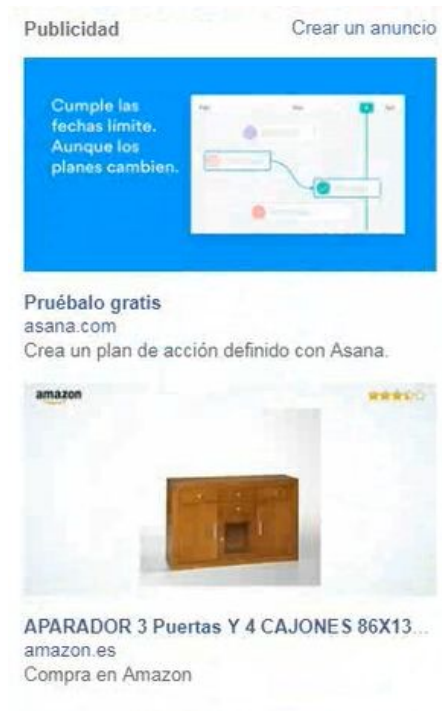 Publicidad
Crear un anuncio
Cumple las
fechas límite.
Aunque los
planes cambien.
Pruébalo gratis
asana.com
Crea un plan de acción definido con Asana.
amazon
APARADOR 3 Puertas Y 4 CAJONES 86X13...
amazon.es
Compra en Amazon